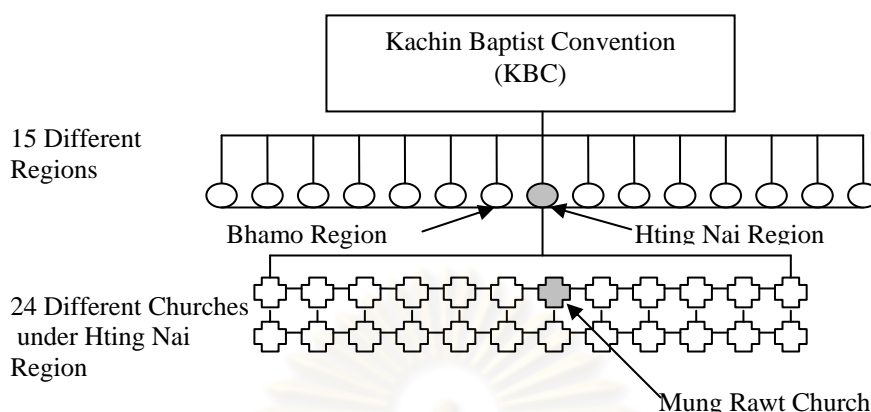 Kachin Baptist Convention
(KBC)
15 Different
Regions
Bhamo Region
Hting Nai Region
24 Different Churches
under Hting Nai
Region
Mung Rawt Church